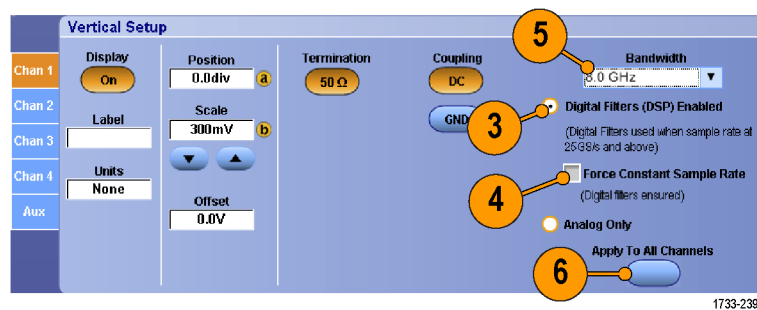 Vertical Setup
Chan 1
Chan 2
Chan 3
Chan 4
Aux
Display
On
Label
Units
None
Position
0.0div
a
Scale
300mV
b
Offset
0.0V
Termination
50 Ω
Coupling
DC
GND
5
Bandwidth
8.0 GHz
3
Digital Filters (DSP) Enabled
(Digital Filters used when sample rate at
25GS/s and above)
4
Force Constant Sample Rate
(Digital filters ensured)
Analog Only
Apply To All Channels
6
1733-239